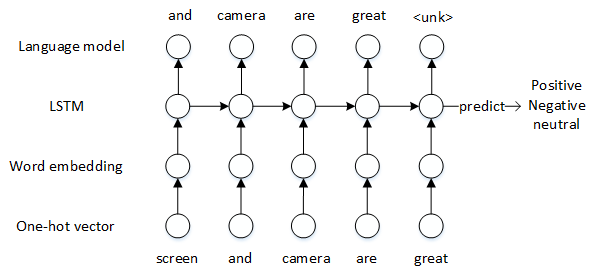 and camera are great <unk>
Language model
LSTM
predict
Positive
Negative
neutral
Word embedding
One-hot vector
screen and camera are great